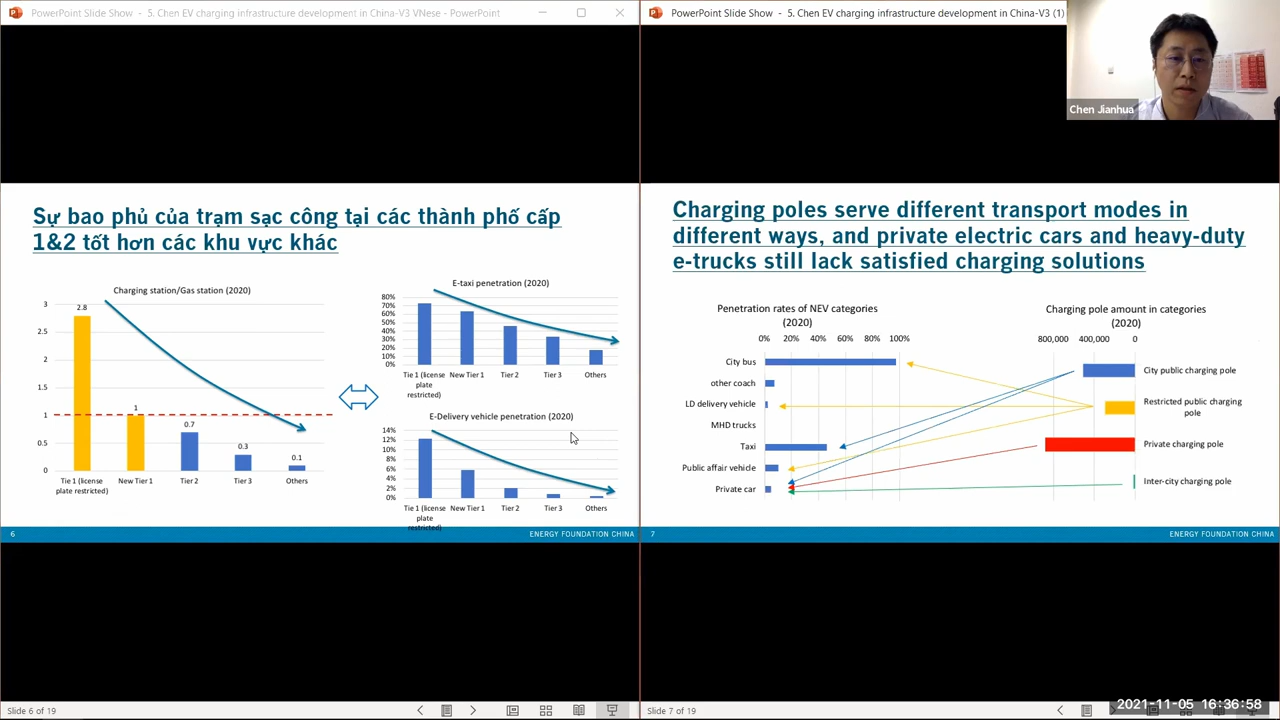 PowerPoint Slide Show - 5. Chen EV charging infrastructure development in China-V3 VNese - PowerPoint
Sự bao phủ của trạm sạc công tại các thành phố cấp
1&2 tốt hơn các khu vực khác
Charging station/Gas station (2020)
3
2.5
2
1.5
1
0.5
0
2.8
1
0.7
0.3
0.1
Tier 1 (license
plate restricted)
New Tier 1
Tier 2
Tier 3
Others
E-taxi penetration (2020)
80%
70%
60%
50%
40%
30%
20%
10%
0%
Tier 1 (license
plate
restricted)
New Tier 1
Tier 2
Tier 3
Others
E-Delivery vehicle penetration (2020)
14%
12%
10%
8%
6%
4%
2%
0%
Tier 1 (license
plate
restricted)
New Tier 1
Tier 2
Tier 3
Others
6
ENERGY FOUNDATION CHINA
Slide 6 of 19
PowerPoint Slide Show - 5. Chen EV charging infrastructure development in China-V3 (1)
Chen Jianhua
Charging poles serve different transport modes in
different ways, and private electric cars and heavy-duty
e-trucks still lack satisfied charging solutions
Penetration rates of NEV categories
(2020)
0% 20% 40% 60% 80% 100%
City bus
other coach
LD delivery vehicle
MHD trucks
Taxi
Public affair vehicle
Private car
Charging pole amount in categories
(2020)
800,000 400,000 0
City public charging pole
Restricted public charging
pole
Private charging pole
Inter-city charging pole
7
ENERGY FOUNDATION CHINA
Slide 7 of 19
2021-11-05 16:36:58